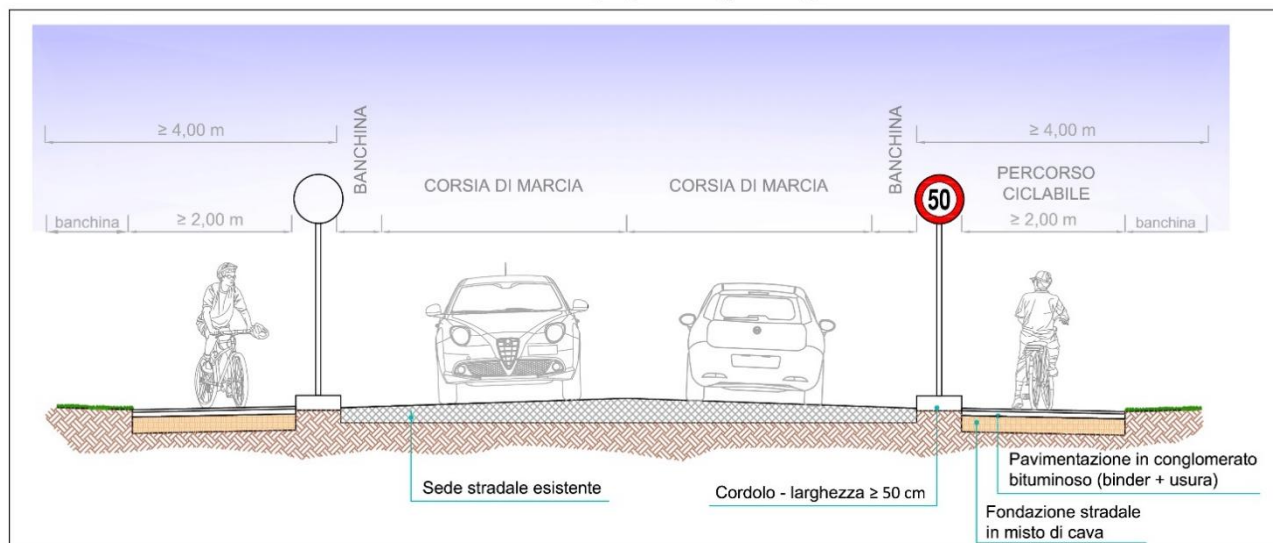 ≥ 4,00 m
≥ 4,00 m
BANCHINA
BANCHINA
CORSIA DI MARCIA
CORSIA DI MARCIA
PERCORSO
CICLABILE
50
banchina
≥ 2,00 m
≥ 2,00 m
banchina
Sede stradale esistente
Cordolo - larghezza ≥ 50 cm
Pavimentazione in conglomerato
bituminoso (binder + usura)
Fondazione stradale
in misto di cava